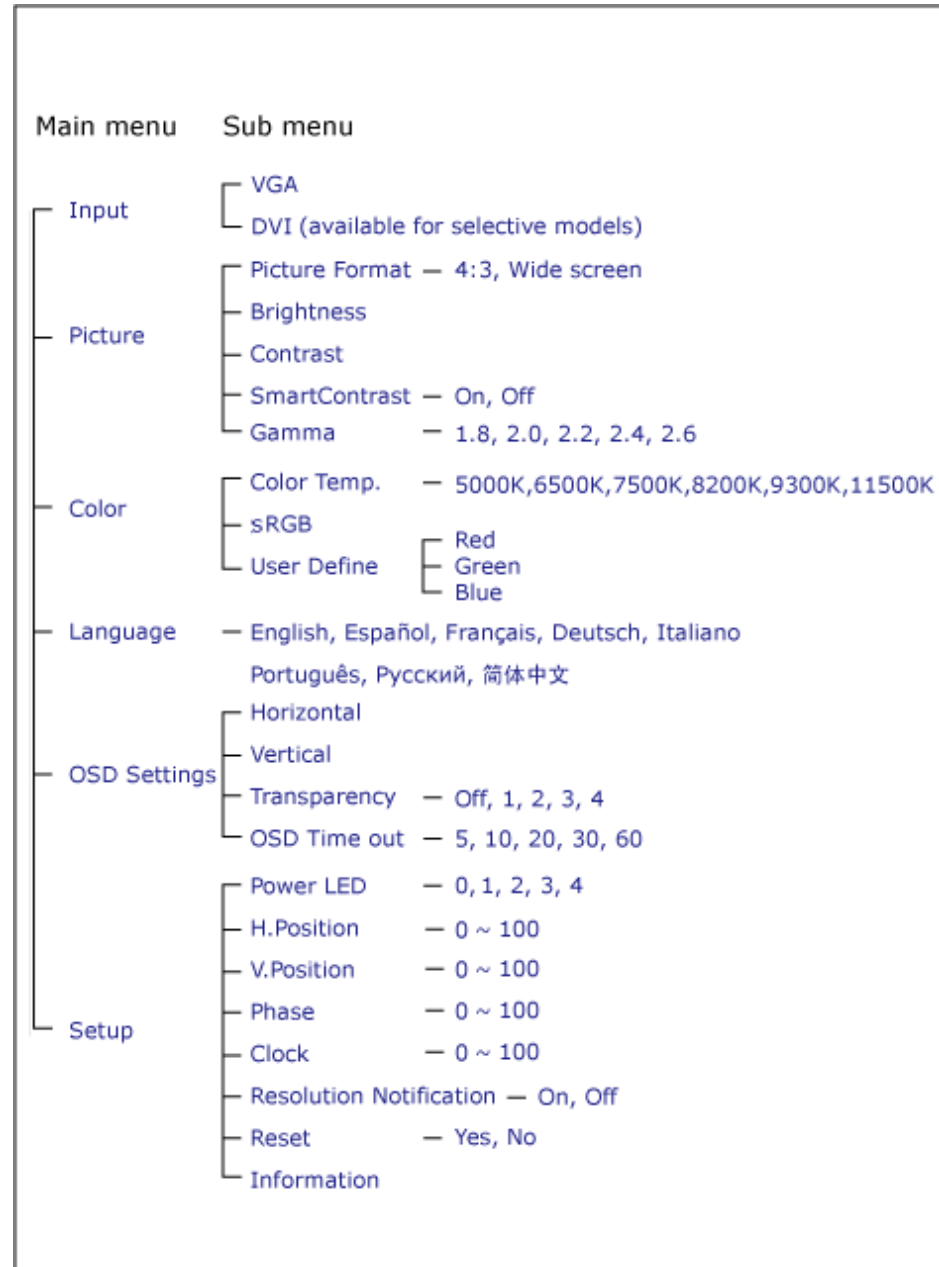 Main menu Sub menu
VGA
Input
DVI (available for selective models)
Picture Format — 4:3, Wide screen
Brightness
Picture
Contrast
SmartContrast — On, Off
Gamma — 1.8, 2.0, 2.2, 2.4, 2.6
Color Temp. — 5000K,6500K,7500K,8200K,9300K,11500K
Color
sRGB
Red
User Define
Green
Blue
Language — English, Español, Français, Deutsch, Italiano
Português, Русский, 简体中文
Horizontal
Vertical
OSD Settings
Transparency — Off, 1, 2, 3, 4
OSD Time out — 5, 10, 20, 30, 60
Power LED — 0, 1, 2, 3, 4
H.Position — 0 ~ 100
V.Position — 0 ~ 100
Phase — 0 ~ 100
Setup
Clock — 0 ~ 100
Resolution Notification — On, Off
Reset — Yes, No
Information